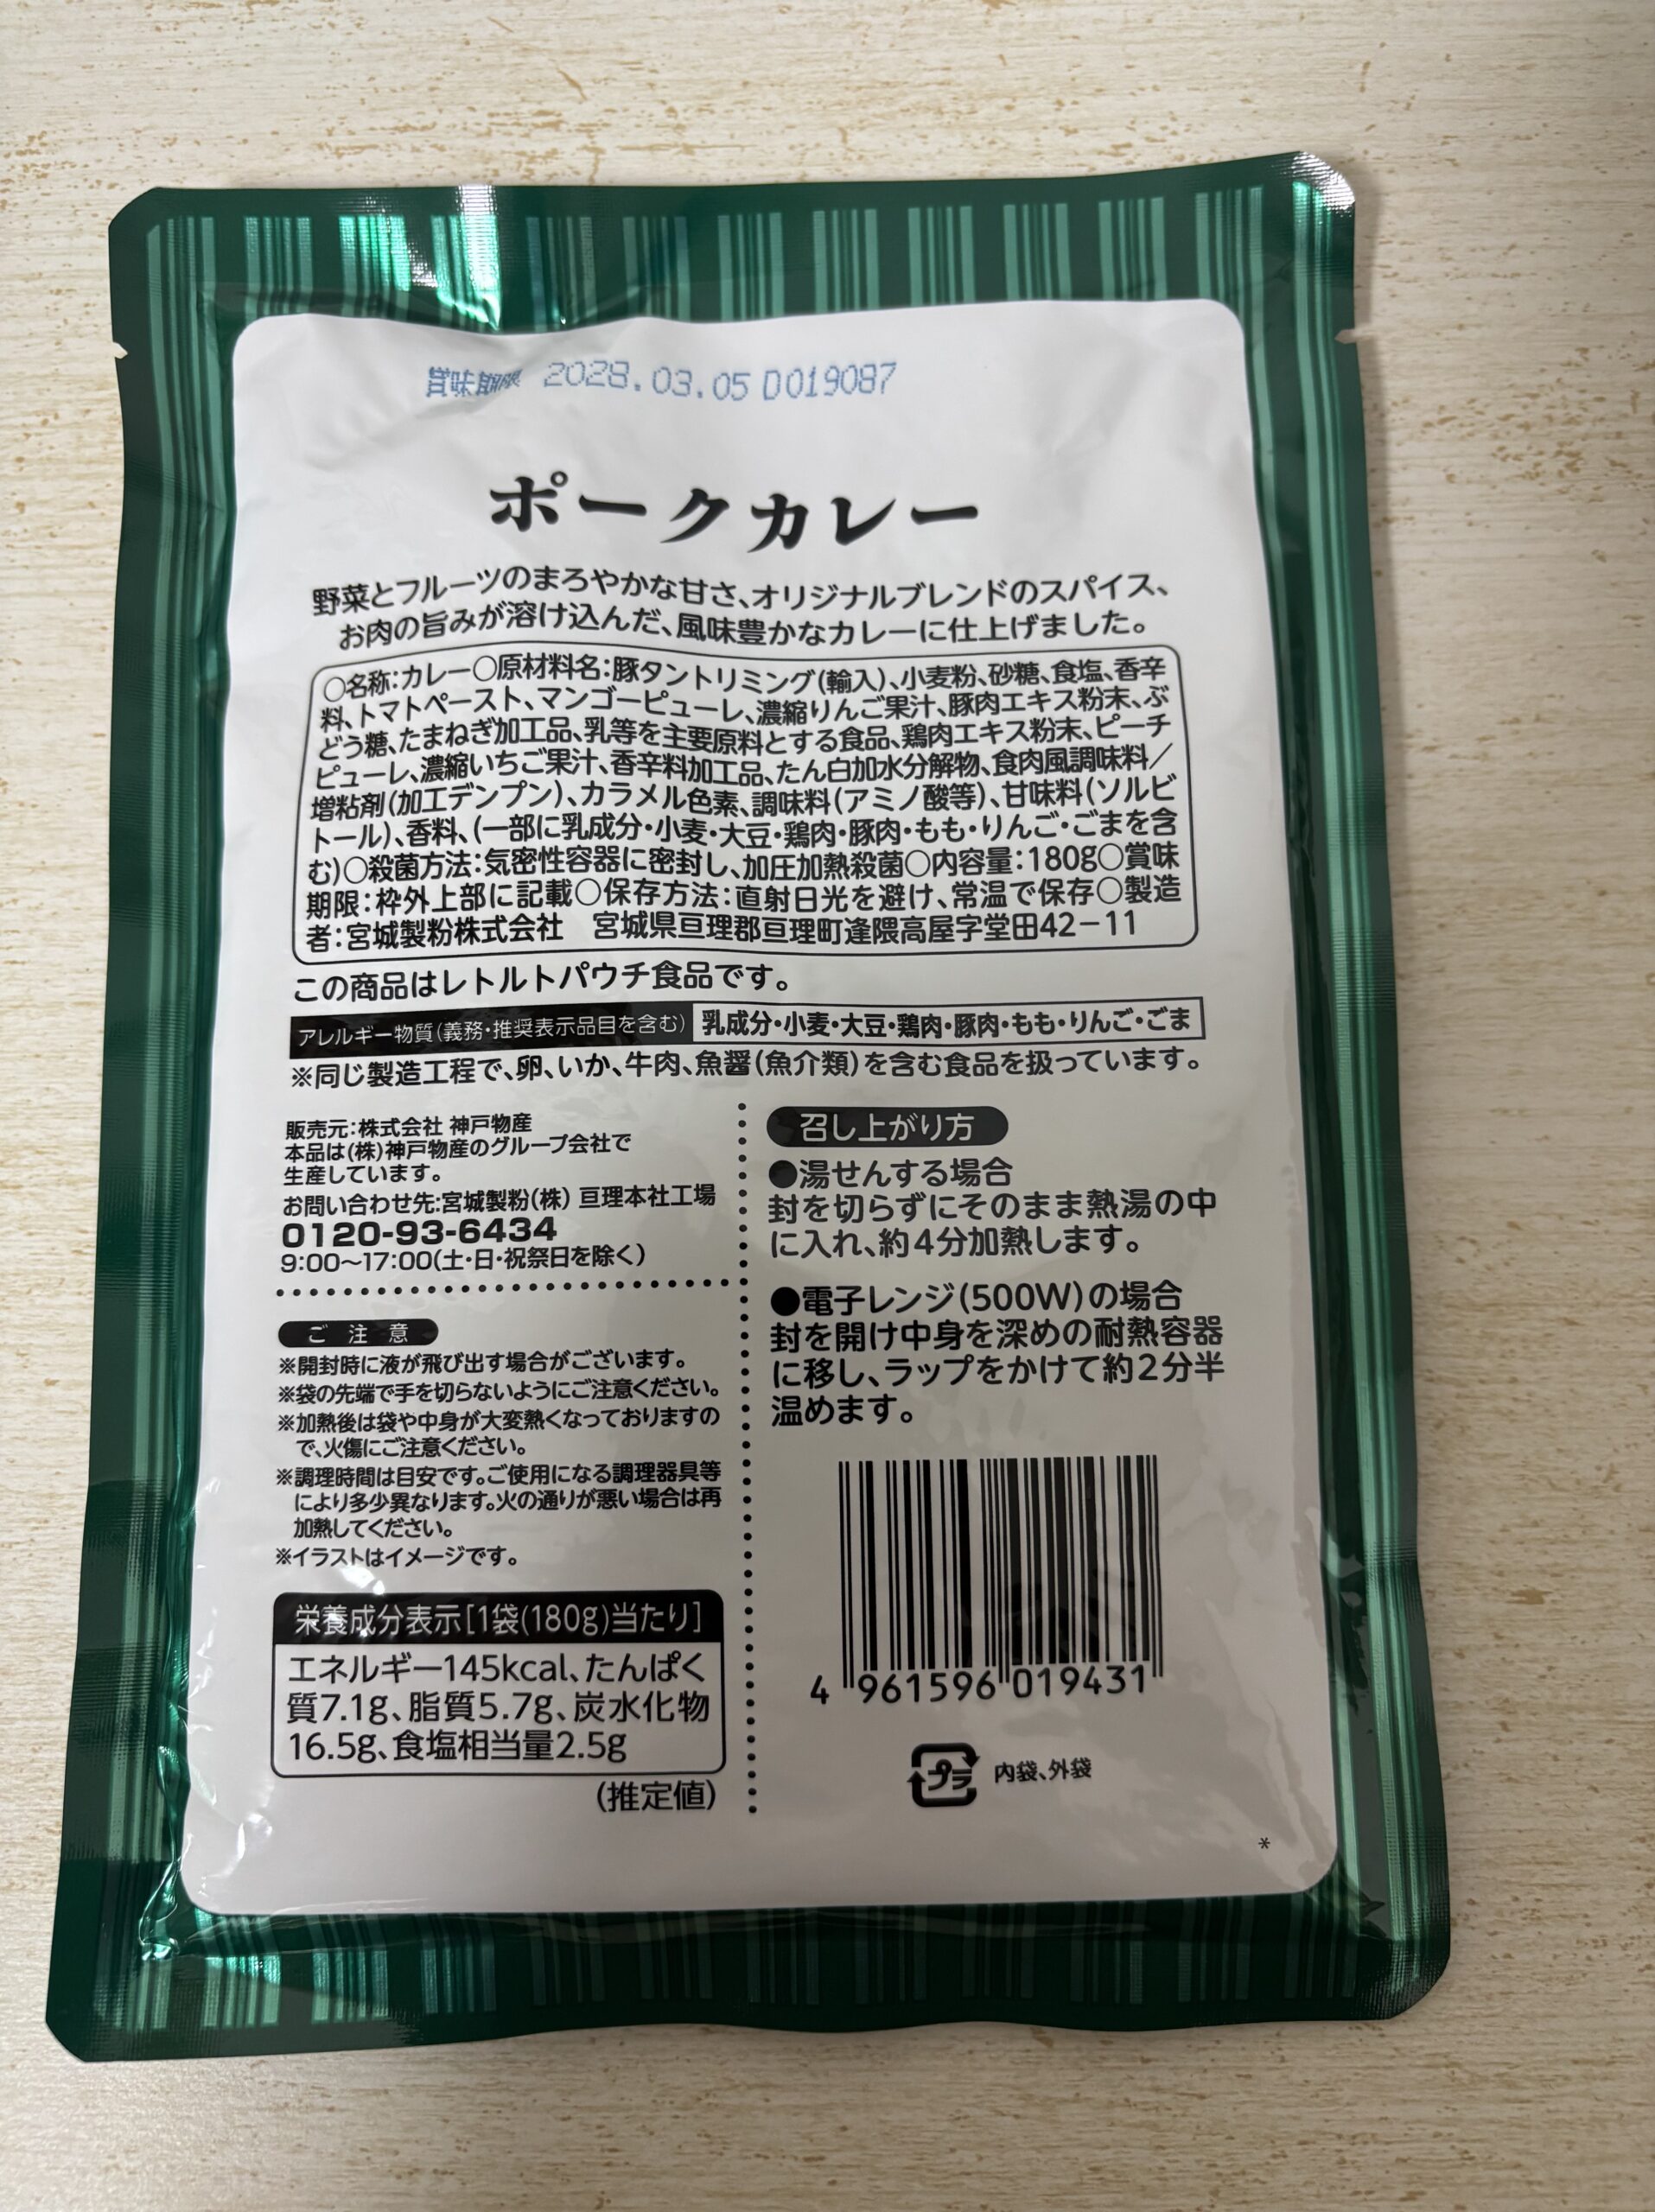 賞味期限 2028.03.05 D019087
ポークカレー
野菜とフルーツのまろやかな甘さ、オリジナルブレンドのスパイス、
お肉の旨みが溶け込んだ、風味豊かなカレーに仕上げました。
○名称：カレー○原材料名：豚タントリミング(輸入)、小麦粉、砂糖、食塩、香辛
料、トマトペースト、マンゴーピューレ、濃縮りんご果汁、豚肉エキス粉末、ぶ
どう糖、たまねぎ加工品、乳等を主要原料とする食品、鶏肉エキス粉末、ピーチ
ピューレ、濃縮いちご果汁、香辛料加工品、たん白加水分解物、食肉風調味料／
増粘剤(加工デンプン)、カラメル色素、調味料(アミノ酸等)、甘味料(ソルビ
トール)、香料、(一部に乳成分・小麦・大豆・鶏肉・豚肉・もも・りんご・ごまを含
む)○殺菌方法：気密性容器に密封し、加圧加熱殺菌○内容量：180g○賞味
期限：枠外上部に記載○保存方法：直射日光を避け、常温で保存○製造
者：宮城製粉株式会社　宮城県亘理郡亘理町逢隈高屋字堂田42－11
この商品はレトルトパウチ食品です。
アレルギー物質(義務・推奨表示品目を含む) 乳成分・小麦・大豆・鶏肉・豚肉・もも・りんご・ごま
※同じ製造工程で、卵、いか、牛肉、魚醤(魚介類)を含む食品を扱っています。
販売元：株式会社 神戸物産
本品は(株)神戸物産のグループ会社で
生産しています。
お問い合わせ先:宮城製粉(株) 亘理本社工場
0120-93-6434
9:00～17:00(土・日・祝祭日を除く)
ご注意
※開封時に液が飛び出す場合がございます。
※袋の先端で手を切らないようにご注意ください。
※加熱後は袋や中身が大変熱くなっておりますの
で、火傷にご注意ください。
※調理時間は目安です。ご使用になる調理器具等
により多少異なります。火の通りが悪い場合は再
加熱してください。
※イラストはイメージです。
栄養成分表示[1袋(180g)当たり]
エネルギー145kcal、たんぱく
質7.1g、脂質5.7g、炭水化物
16.5g、食塩相当量2.5g
(推定値)
召し上がり方
●湯せんする場合
封を切らずにそのまま熱湯の中
に入れ、約4分加熱します。
●電子レンジ(500W)の場合
封を開け中身を深めの耐熱容器
に移し、ラップをかけて約2分半
温めます。
4 961596 019431
プラ 内袋、外袋
*